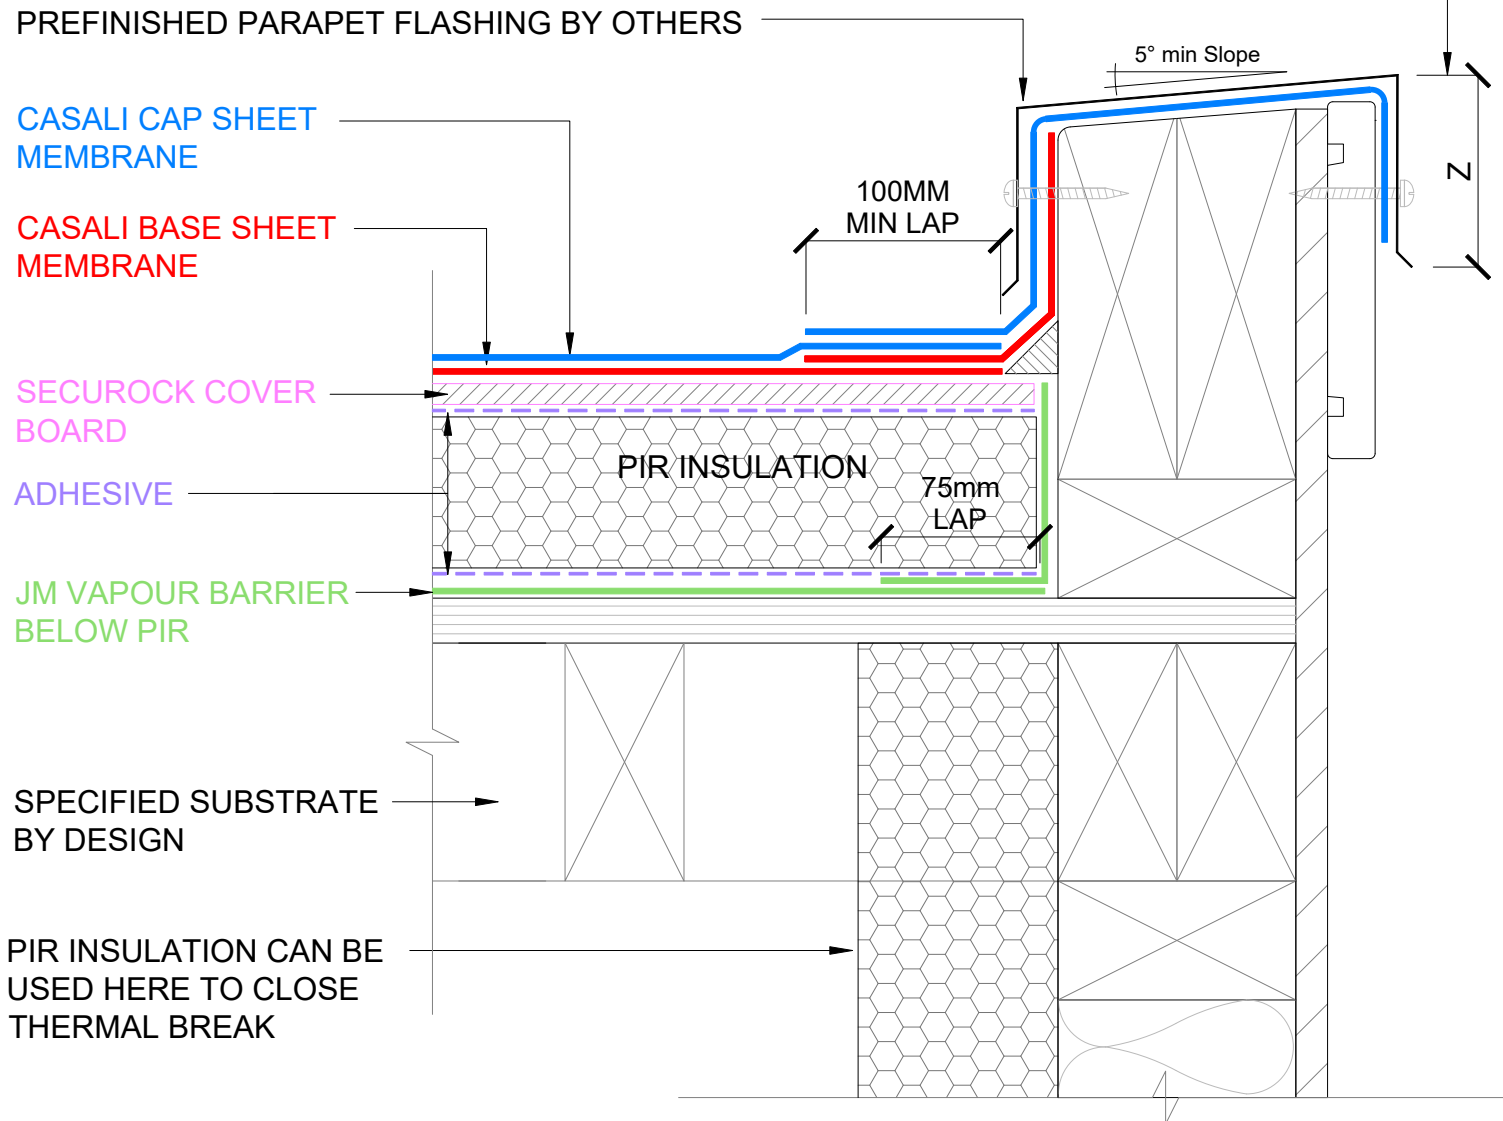 PREFINISHED PARAPET FLASHING BY OTHERS
5° min Slope
CASALI CAP SHEET
MEMBRANE
100MM
MIN LAP
Z
CASALI BASE SHEET
MEMBRANE
SECUROCK COVER
BOARD
PIR INSULATION
75mm
LAP
ADHESIVE
JM VAPOUR BARRIER
BELOW PIR
SPECIFIED SUBSTRATE
BY DESIGN
PIR INSULATION CAN BE
USED HERE TO CLOSE
THERMAL BREAK